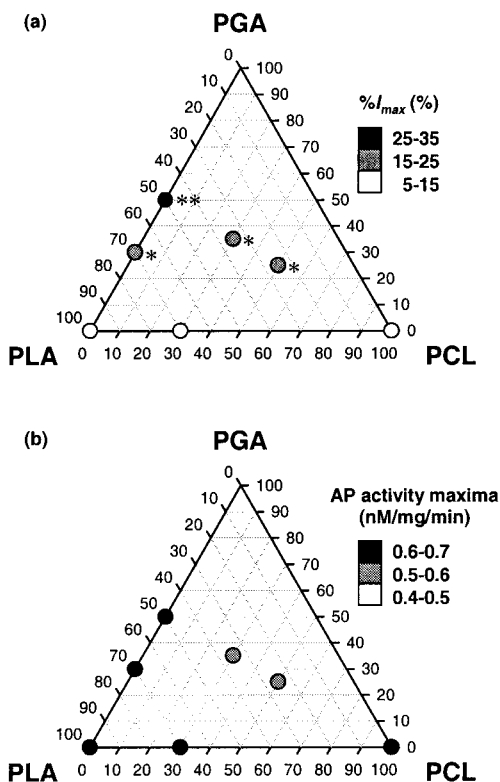 (a)
PGA
0 100
10 90
20 80
30 70
40 60
50 ** 50
60 * 40
70 * * 30
80 20
90 10
100 0
0 10 20 30 40 50 60 70 80 90 100
PLA PCL
%Imax (%)
25-35
15-25
5-15
(b)
PGA
0 100
10 90
20 80
30 70
40 60
50 50
60 40
70 30
80 20
90 10
100 0
0 10 20 30 40 50 60 70 80 90 100
PLA PCL
AP activity maxima
(nM/mg/min)
0.6-0.7
0.5-0.6
0.4-0.5